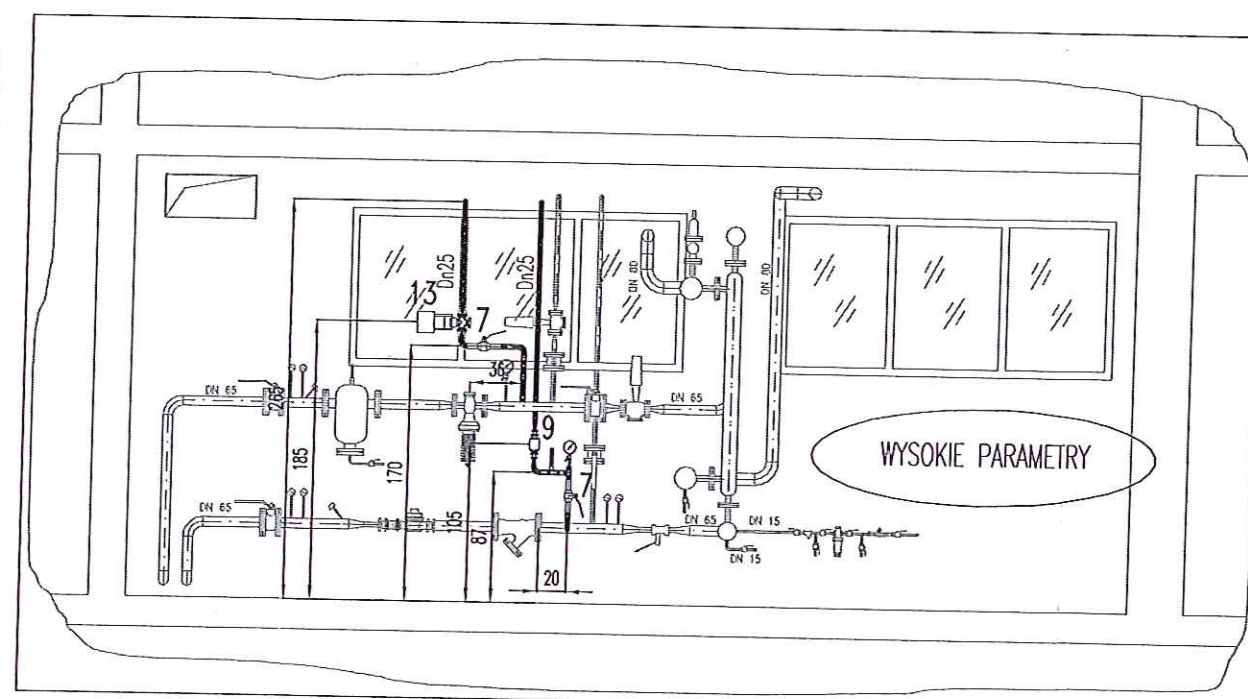 Dn25
Dn25
DN 80
DN 80
13
7
36
DN 65
265
DN 65
185
170
9
WYSOKIE PARAMETRY
7
105
87
DN 65
DN 65
DN 15
DN 15
20